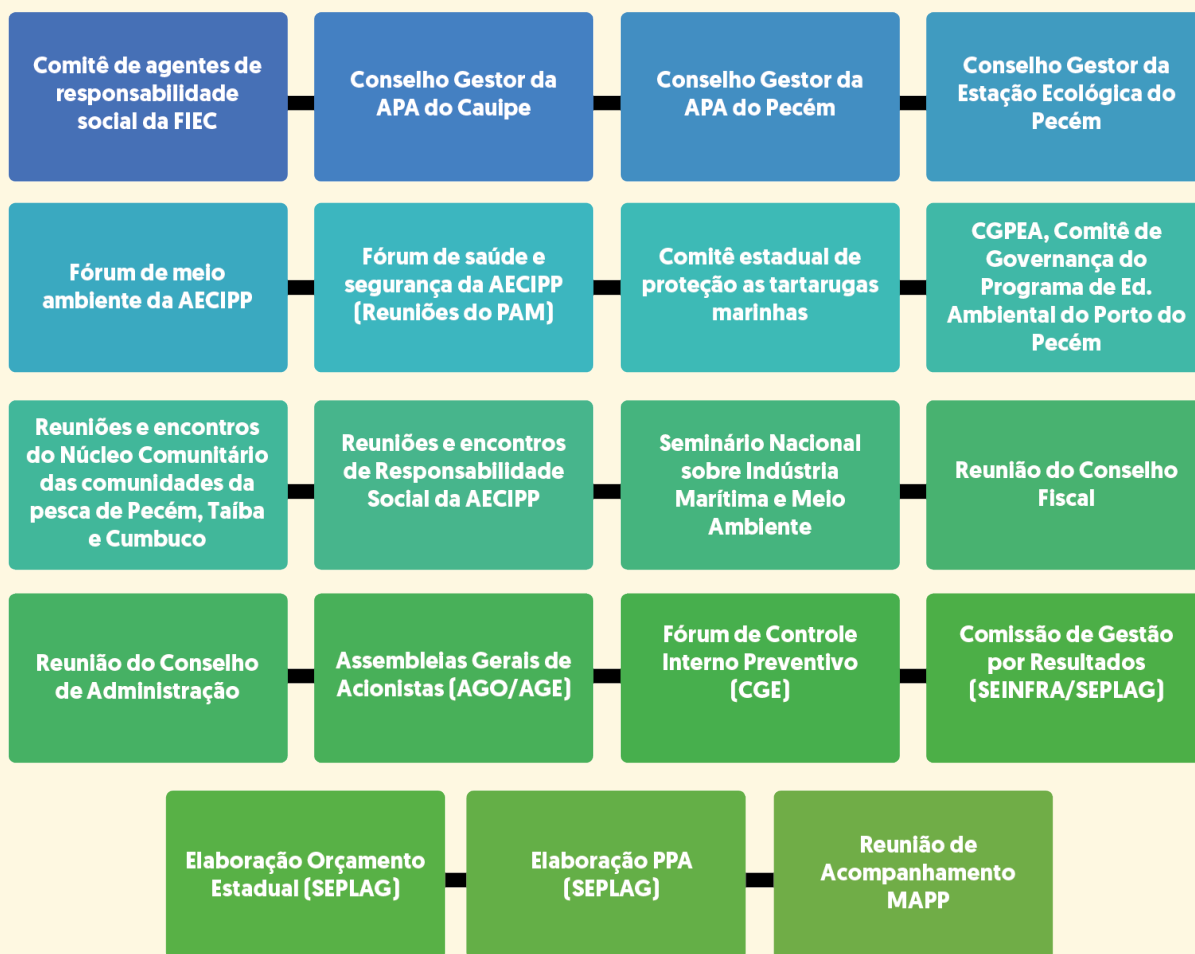 Comitê de agentes de
responsabilidade
social da FIEC
Conselho Gestor da
APA do Cauipe
Conselho Gestor da
APA do Pecém
Conselho Gestor da
Estação Ecológica do
Pecém
Fórum de meio
ambiente da AECIPP
Fórum de saúde e
segurança da AECIPP
(Reuniões do PAM)
Comitê estadual de
proteção as tartarugas
marinhas
CGPEA, Comitê de
Governança do
Programa de Ed.
Ambiental do Porto do
Pecém
Reuniões e encontros
do Núcleo Comunitário
das comunidades da
pesca de Pecém, Taíba
e Cumbuco
Reuniões e encontros
de Responsabilidade
Social da AECIPP
Seminário Nacional
sobre Indústria
Marítima e Meio
Ambiente
Reunião do Conselho
Fiscal
Reunião do Conselho
de Administração
Assembleias Gerais de
Acionistas (AGO/AGE)
Fórum de Controle
Interno Preventivo
(CGE)
Comissão de Gestão
por Resultados
(SEINFRA/SEPLAG)
Elaboração Orçamento
Estadual (SEPLAG)
Elaboração PPA
(SEPLAG)
Reunião de
Acompanhamento
MAPP